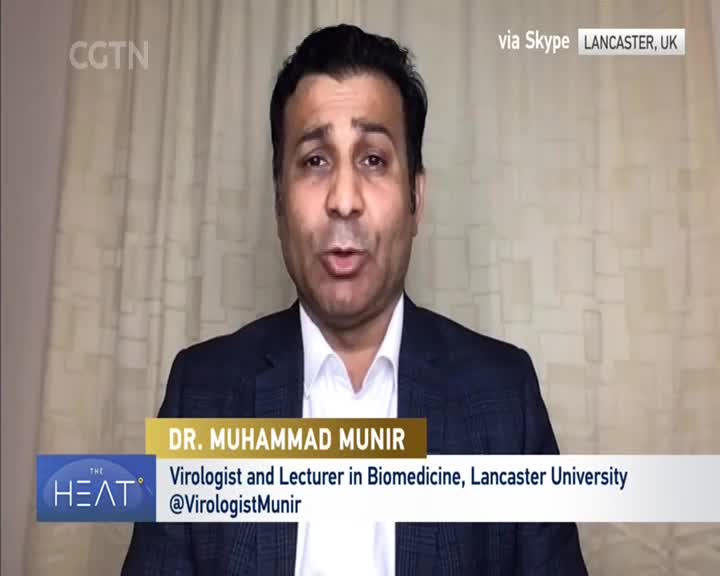 CGTN
via Skype
LANCASTER, UK
DR. MUHAMMAD MUNIR
THE
HEAT
Virologist and Lecturer in Biomedicine, Lancaster University
@VirologistMunir